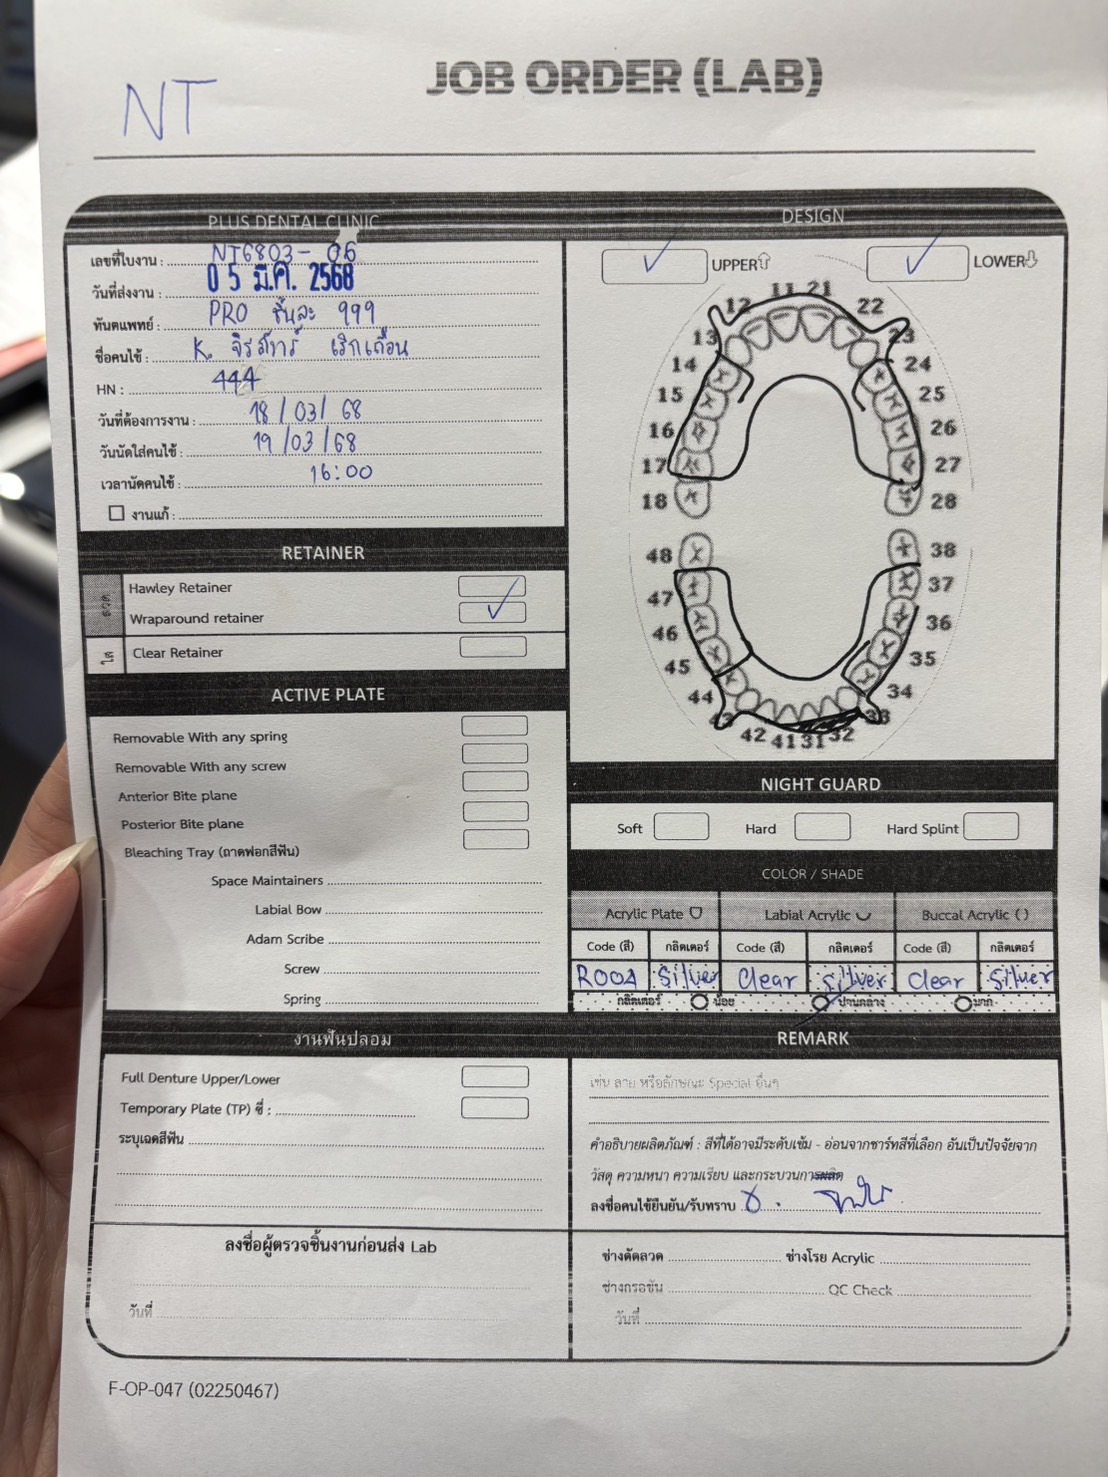 JOB ORDER (LAB)
NT
PLUS DENTAL CLINIC
เลขที่ใบงาน : NT6803- 06
วันที่ส่งงาน : 0 5 มี.ค. 2568
ทันตแพทย์ : PRO ชิ้นละ 999
ชื่อคนไข้ : K. จิรภัทร์
HN : 444
วันที่ต้องการงาน : 18 / 03 / 68
วันนัดใส่คนไข้ : 19 /03 /68
เวลานัดคนไข้ : 16:00
งานแก้ :
DESIGN
UPPER
LOWER
11 21
12 22
13 23
14 24
15 25
16 26
17 27
18 28
48 38
47 37
46 36
45 35
44 34
43 33
42 41 31 32
RETAINER
ลวด
Hawley Retainer
Wraparound retainer
ใส
Clear Retainer
ACTIVE PLATE
Removable With any spring
Removable With any screw
Anterior Bite plane
Posterior Bite plane
Bleaching Tray (ถาดฟอกสีฟัน)
Space Maintainers
Labial Bow
Adam Scribe
Screw
Spring
NIGHT GUARD
Soft Hard Hard Splint
COLOR / SHADE
Acrylic Plate Labial Acrylic Buccal Acrylic ( )
Code (สี) กลิตเตอร์ Code (สี) กลิตเตอร์ Code (สี) กลิตเตอร์
Silver Clear Silver Clear Silver
กลิตเตอร์ น้อย ปานกลาง มาก
งานฟันปลอม
Full Denture Upper/Lower
Temporary Plate (TP) ซี่ :
ระบุเฉดสีฟัน
REMARK
เช่น ลาย หรือลักษณะ Special อื่นๆ
คำอธิบายผลิตภัณฑ์ : สีที่ได้อาจมีระดับเข้ม - อ่อนจากชาร์ทสีที่เลือก อันเป็นปัจจัยจาก
วัสดุ ความหนา ความเรียบ และกระบวนการผลิต
ลงชื่อคนไข้ยืนยัน/รับทราบ
ลงชื่อผู้ตรวจชิ้นงานก่อนส่ง Lab
วันที่
ช่างดัดลวด ช่างโรย Acrylic
ช่างกรอขัน QC Check
วันที่
F-OP-047 (02250467)